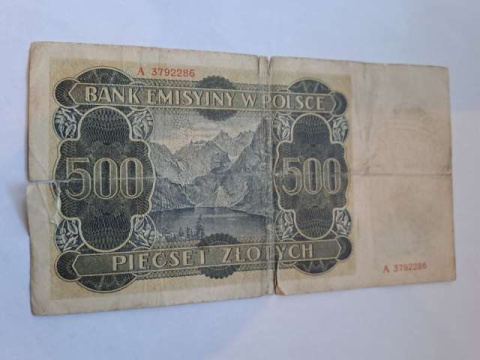 A 3792286
BANK EMISYJNY W POLSCE
500
500
PIĘĆSET ZŁOTYCH
A 3792286